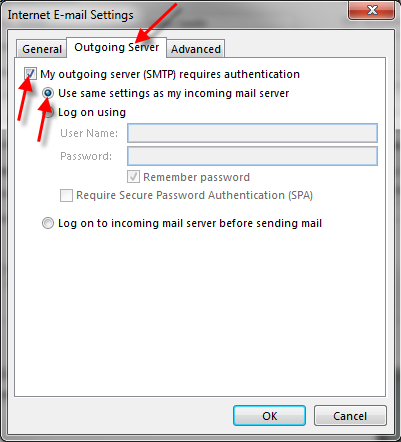 Internet E-mail Settings
General Outgoing Server Advanced
My outgoing server (SMTP) requires authentication
Use same settings as my incoming mail server
Log on using
User Name:
Password:
Remember password
Require Secure Password Authentication (SPA)
Log on to incoming mail server before sending mail
OK Cancel